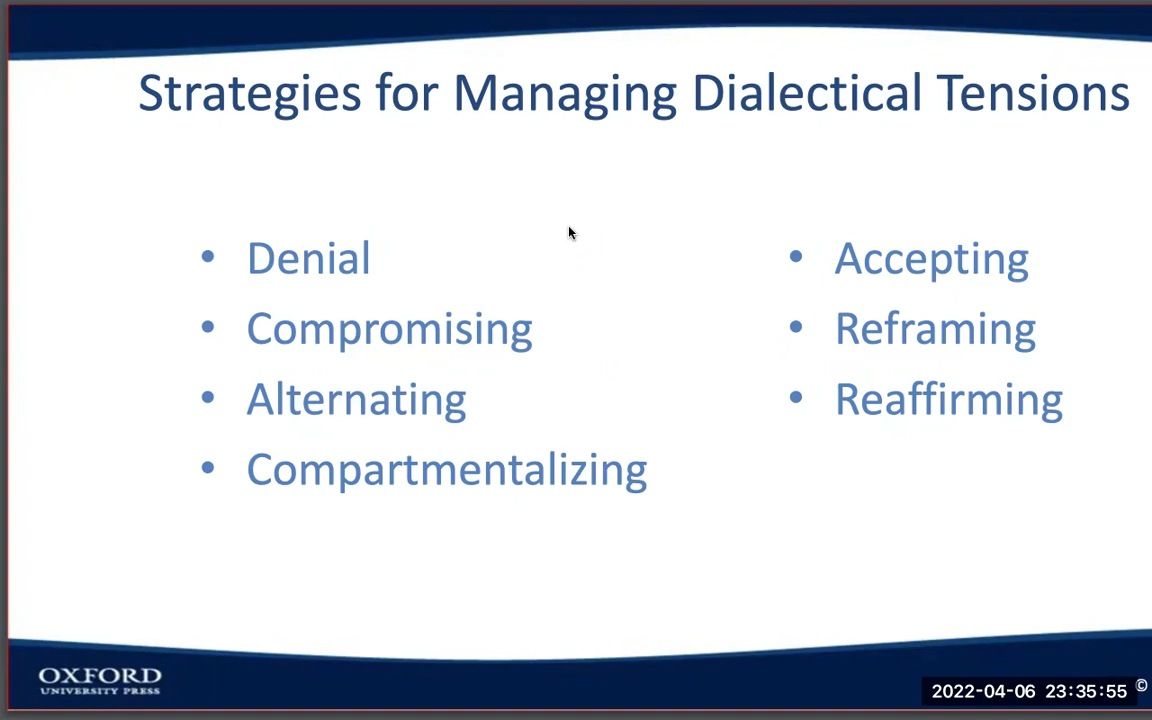 Strategies for Managing Dialectical Tensions
• Denial
• Compromising
• Alternating
• Compartmentalizing
• Accepting
• Reframing
• Reaffirming
OXFORD
UNIVERSITY PRESS
2022-04-06 23:35:55 ©